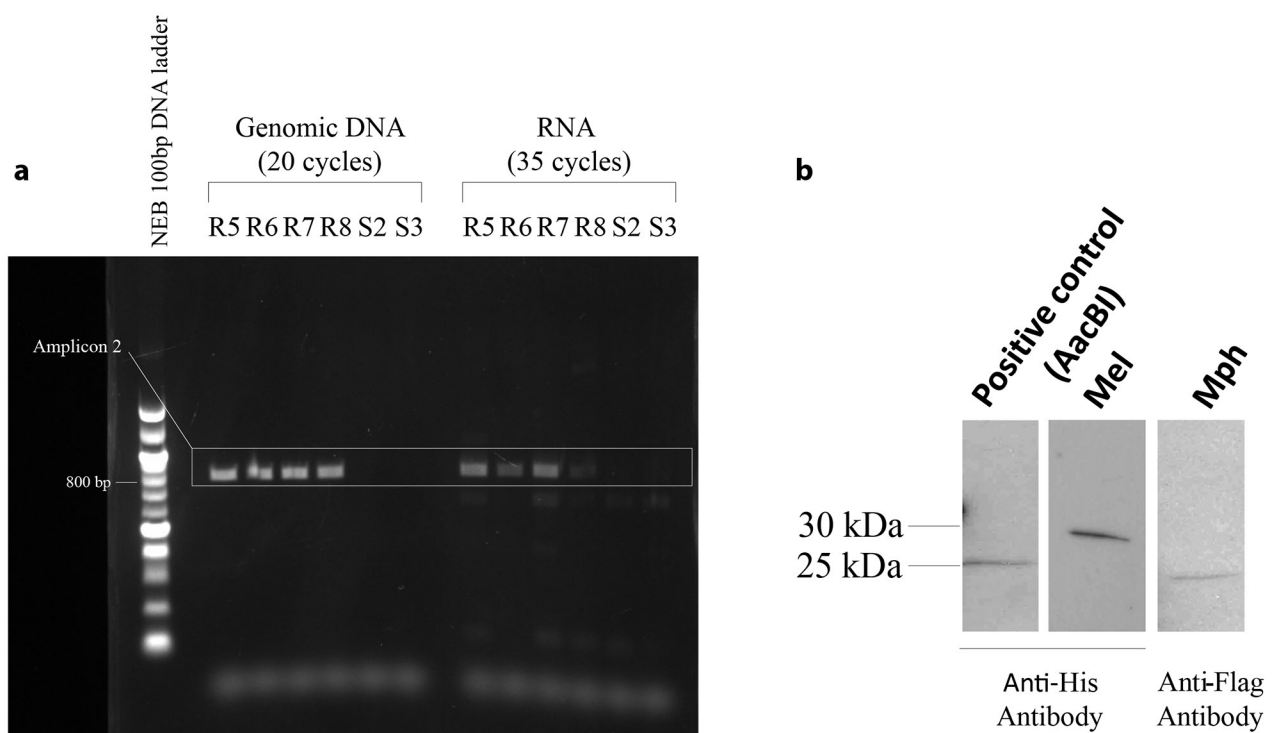 a
NEB 100bp DNA ladder
Genomic DNA
(20 cycles)
RNA
(35 cycles)
R5 R6 R7 R8 S2 S3
R5 R6 R7 R8 S2 S3
Amplicon 2
800 bp
b
Positive control
(AacBI)
Mel
Mph
30 kDa
25 kDa
Anti-His
Antibody
Anti-Flag
Antibody